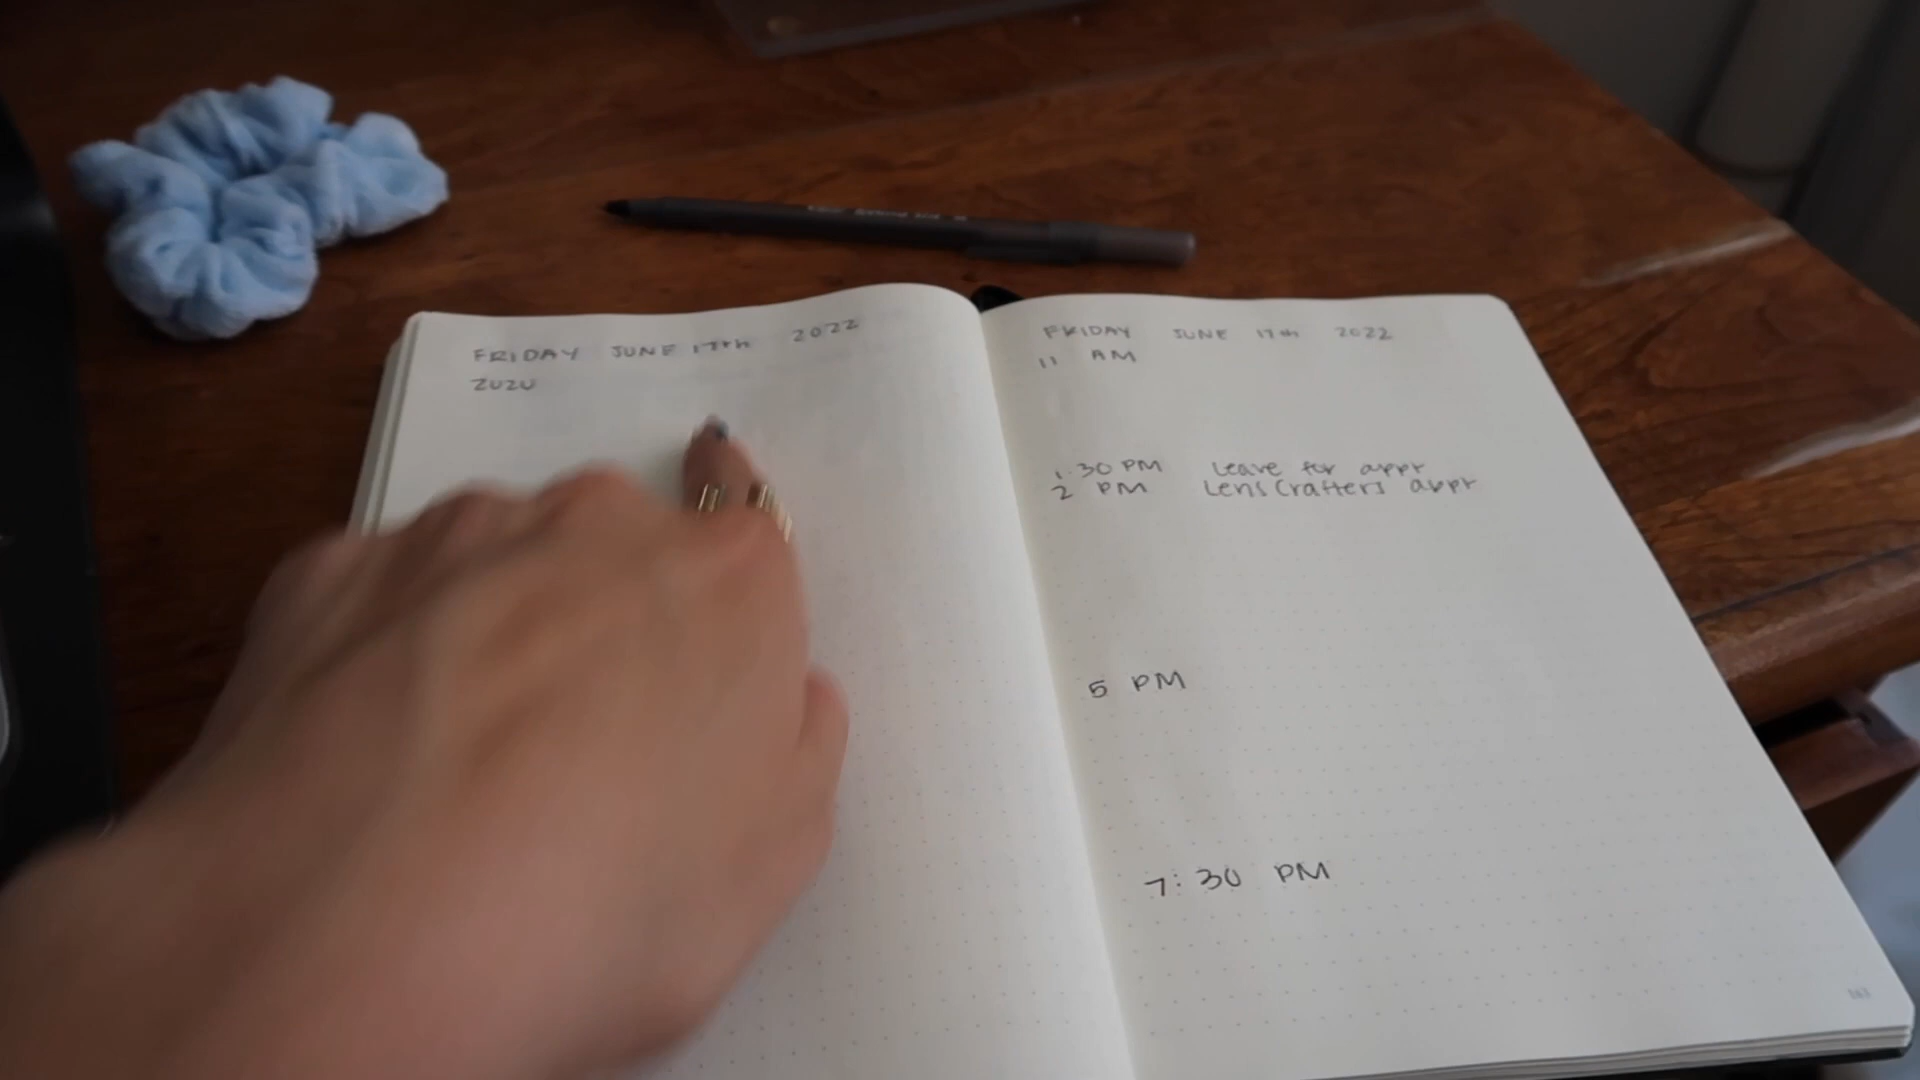 FRIDAY JUNE 17th 2022
ZUZU
FRIDAY JUNE 17th 2022
11 AM
1:30 PM Leave for appt
2 PM LensCrafters appt
5 PM
7:30 PM